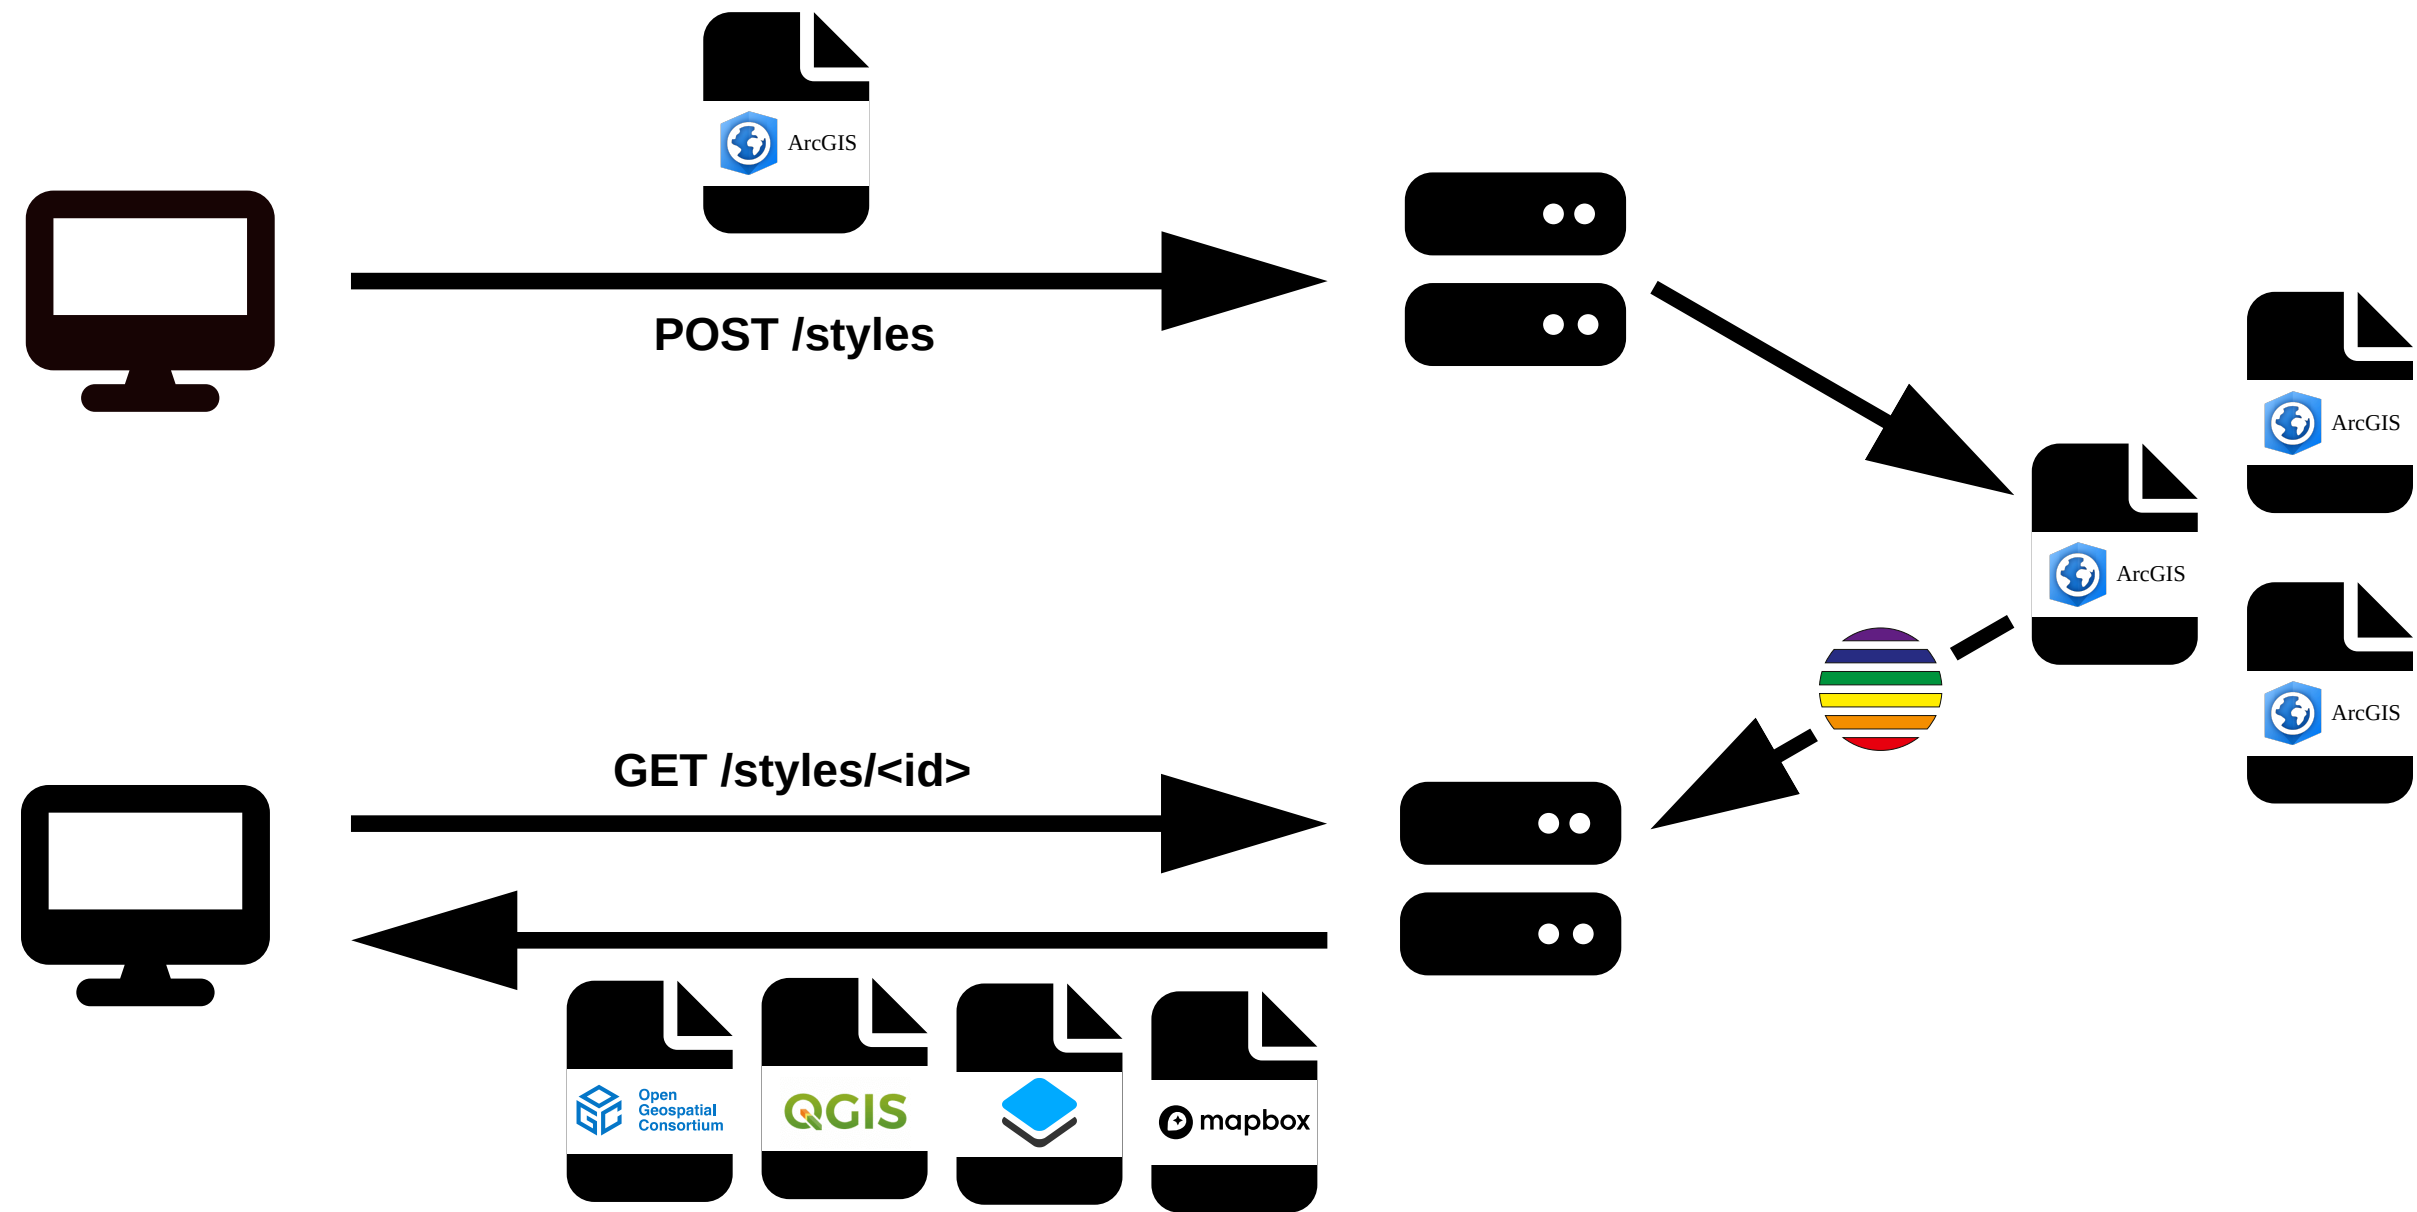 ArcGIS
POST /styles
ArcGIS
ArcGIS
ArcGIS
GET /styles/<id>
Open
Geospatial
Consortium
QGIS
mapbox